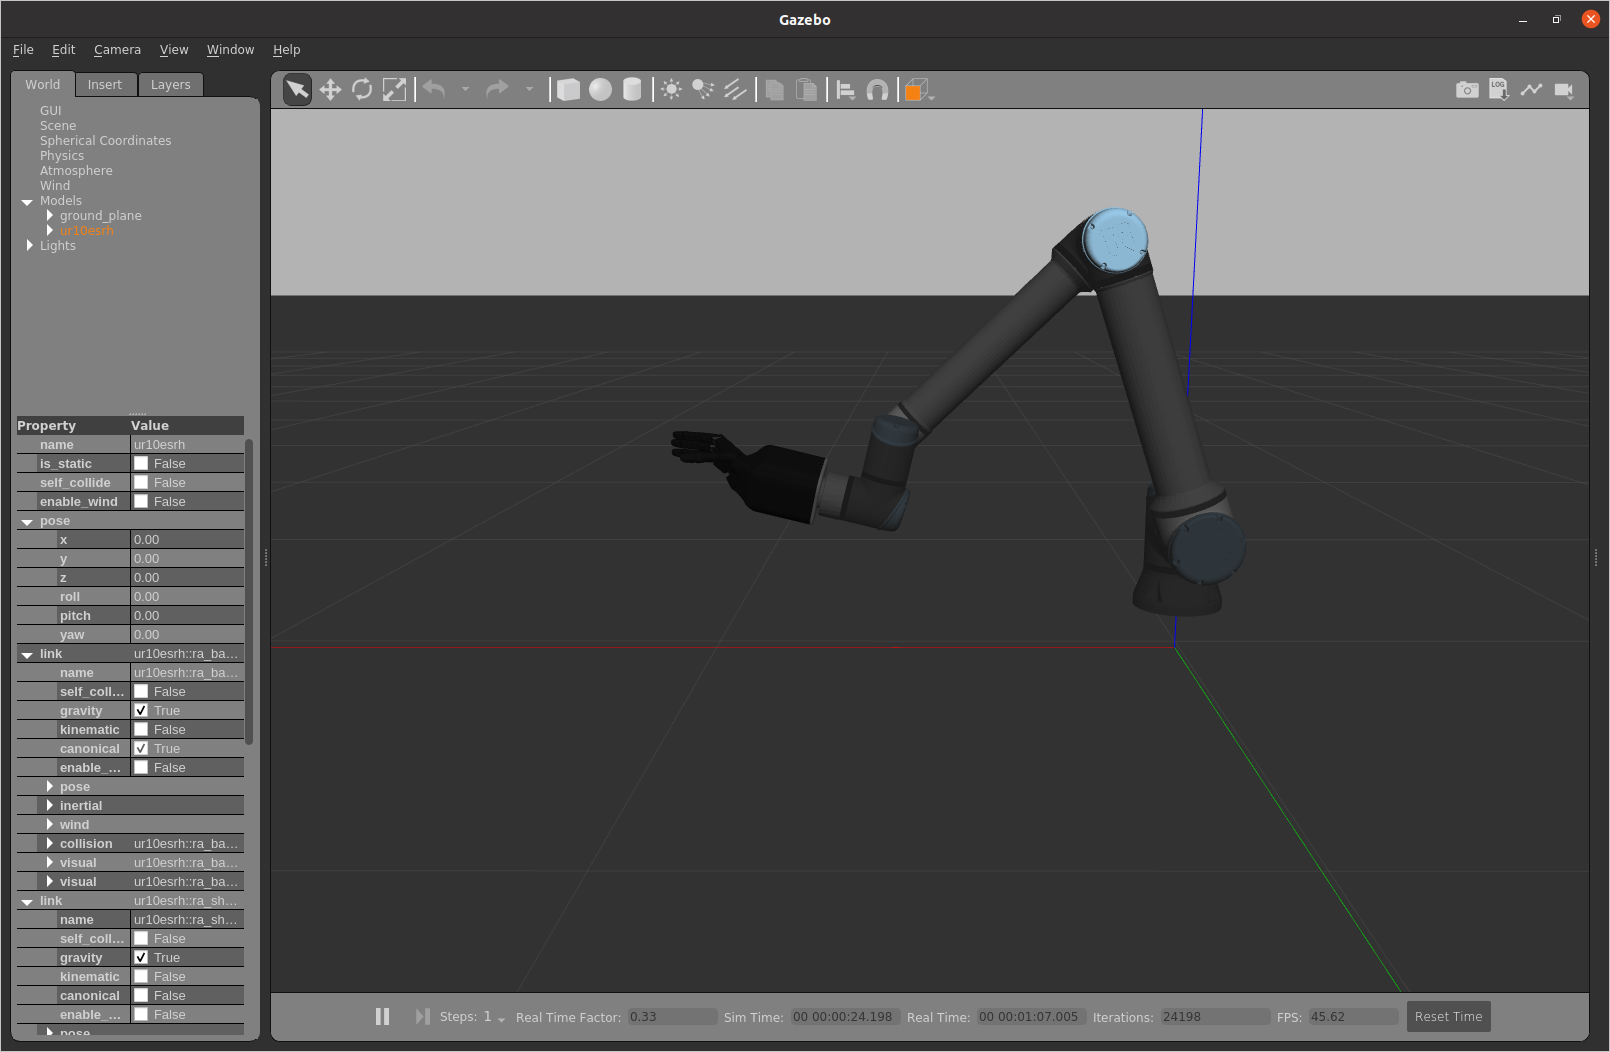 Gazebo
File Edit Camera View Window Help
World Insert Layers
LOG
GUI
Scene
Spherical Coordinates
Physics
Atmosphere
Wind
Models
ground_plane
ur10esrh
Lights
Property Value
name ur10esrh
is_static False
self_collide False
enable_wind False
pose
x 0.00
y 0.00
z 0.00
roll 0.00
pitch 0.00
yaw 0.00
link ur10esrh::ra_ba...
name ur10esrh::ra_ba...
self_coll... False
gravity True
kinematic False
canonical True
enable_... False
pose
inertial
wind
collision ur10esrh::ra_ba...
visual ur10esrh::ra_ba...
visual ur10esrh::ra_ba...
link ur10esrh::ra_sh...
name ur10esrh::ra_sh...
self_coll... False
gravity True
kinematic False
canonical False
enable_... False
pose
Steps: 1 Real Time Factor: 0.33 Sim Time: 00 00:00:24.198 Real Time: 00 00:01:07.005 Iterations: 24198 FPS: 45.62 Reset Time